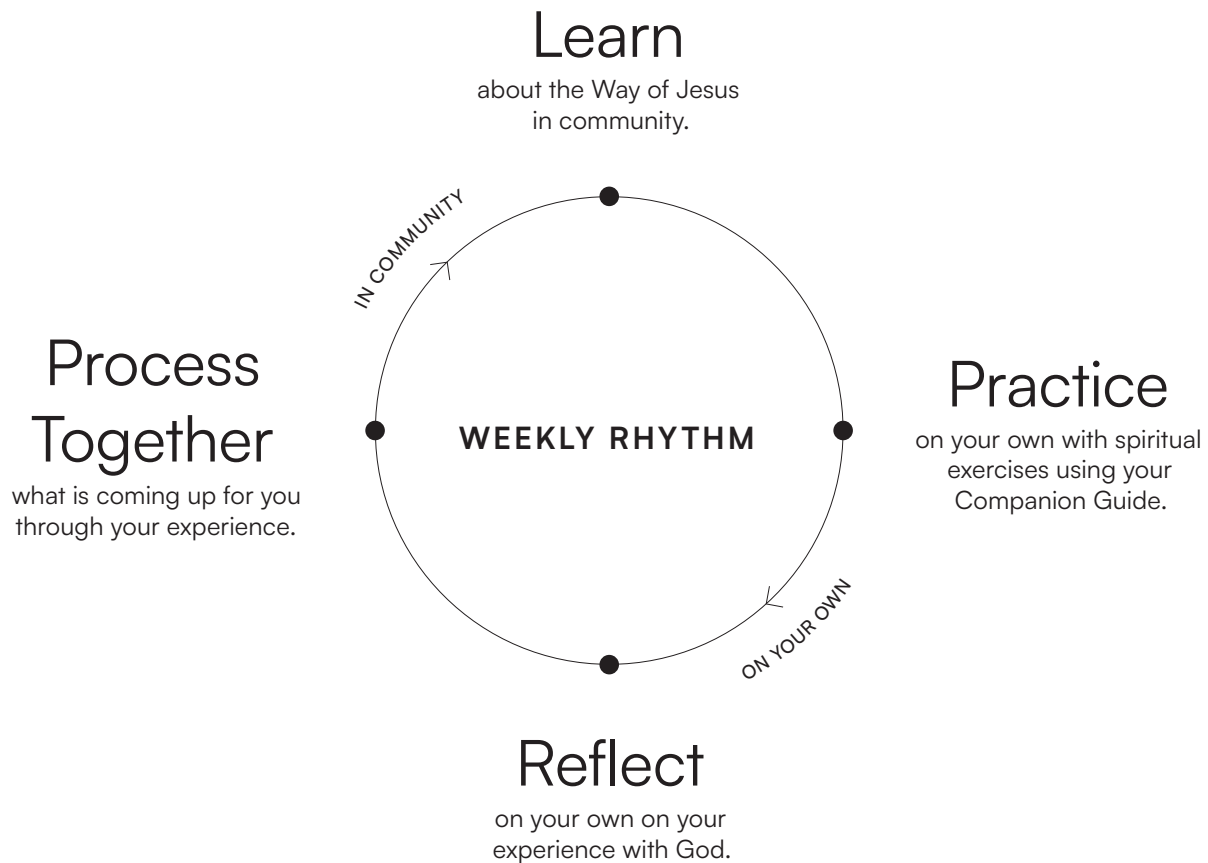 Learn
about the Way of Jesus
in community.
IN COMMUNITY
Process
Together
what is coming up for you
through your experience.
WEEKLY RHYTHM
Practice
on your own with spiritual
exercises using your
Companion Guide.
ON YOUR OWN
Reflect
on your own on your
experience with God.